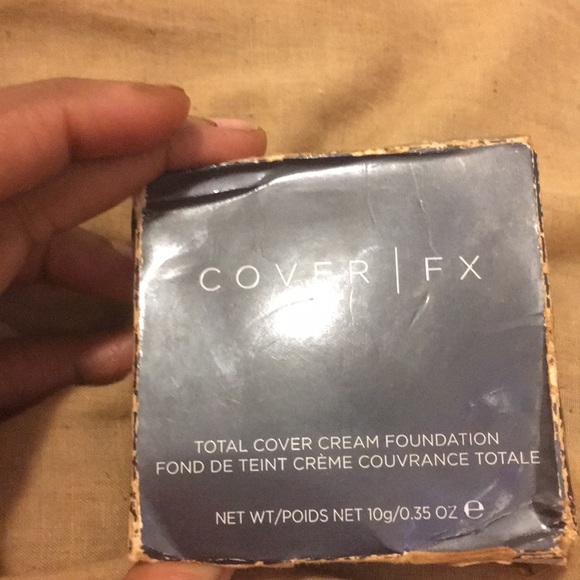 COVER | FX
TOTAL COVER CREAM FOUNDATION
FOND DE TEINT CRÈME COUVRANCE TOTALE
NET WT/POIDS NET 10g/0.35 OZ ℮